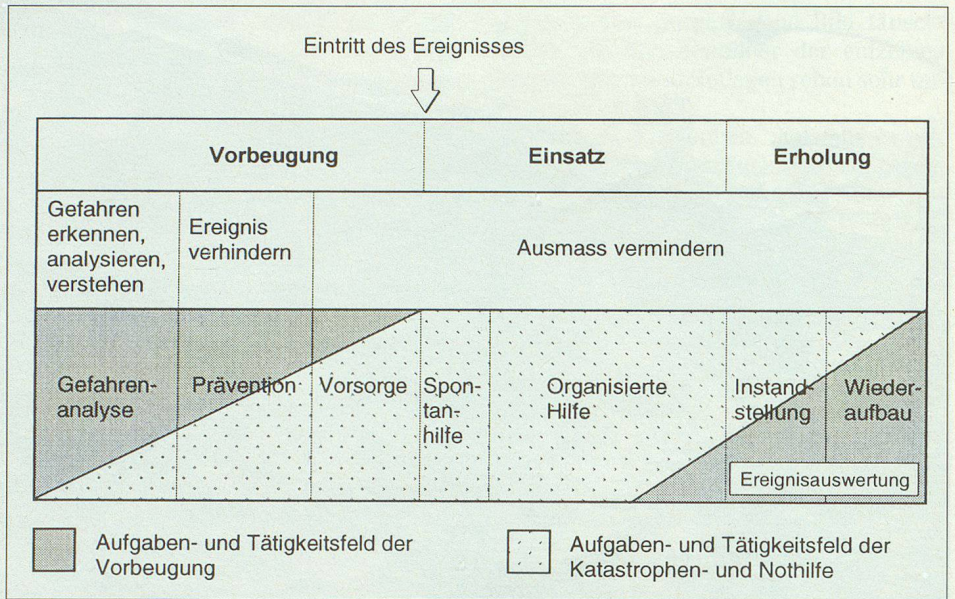 Eintritt des Ereignisses
Vorbeugung
Einsatz
Erholung
Gefahren
erkennen,
analysieren,
verstehen
Ereignis
verhindern
Ausmass vermindern
Gefahren-
analyse
Prävention
Vorsorge
Spon-
tan-
hilfe
Organisierte
Hilfe
Instand-
stellung
Wieder-
aufbau
Ereignisauswertung
Aufgaben- und Tätigkeitsfeld der
Vorbeugung
Aufgaben- und Tätigkeitsfeld der
Katastrophen- und Nothilfe